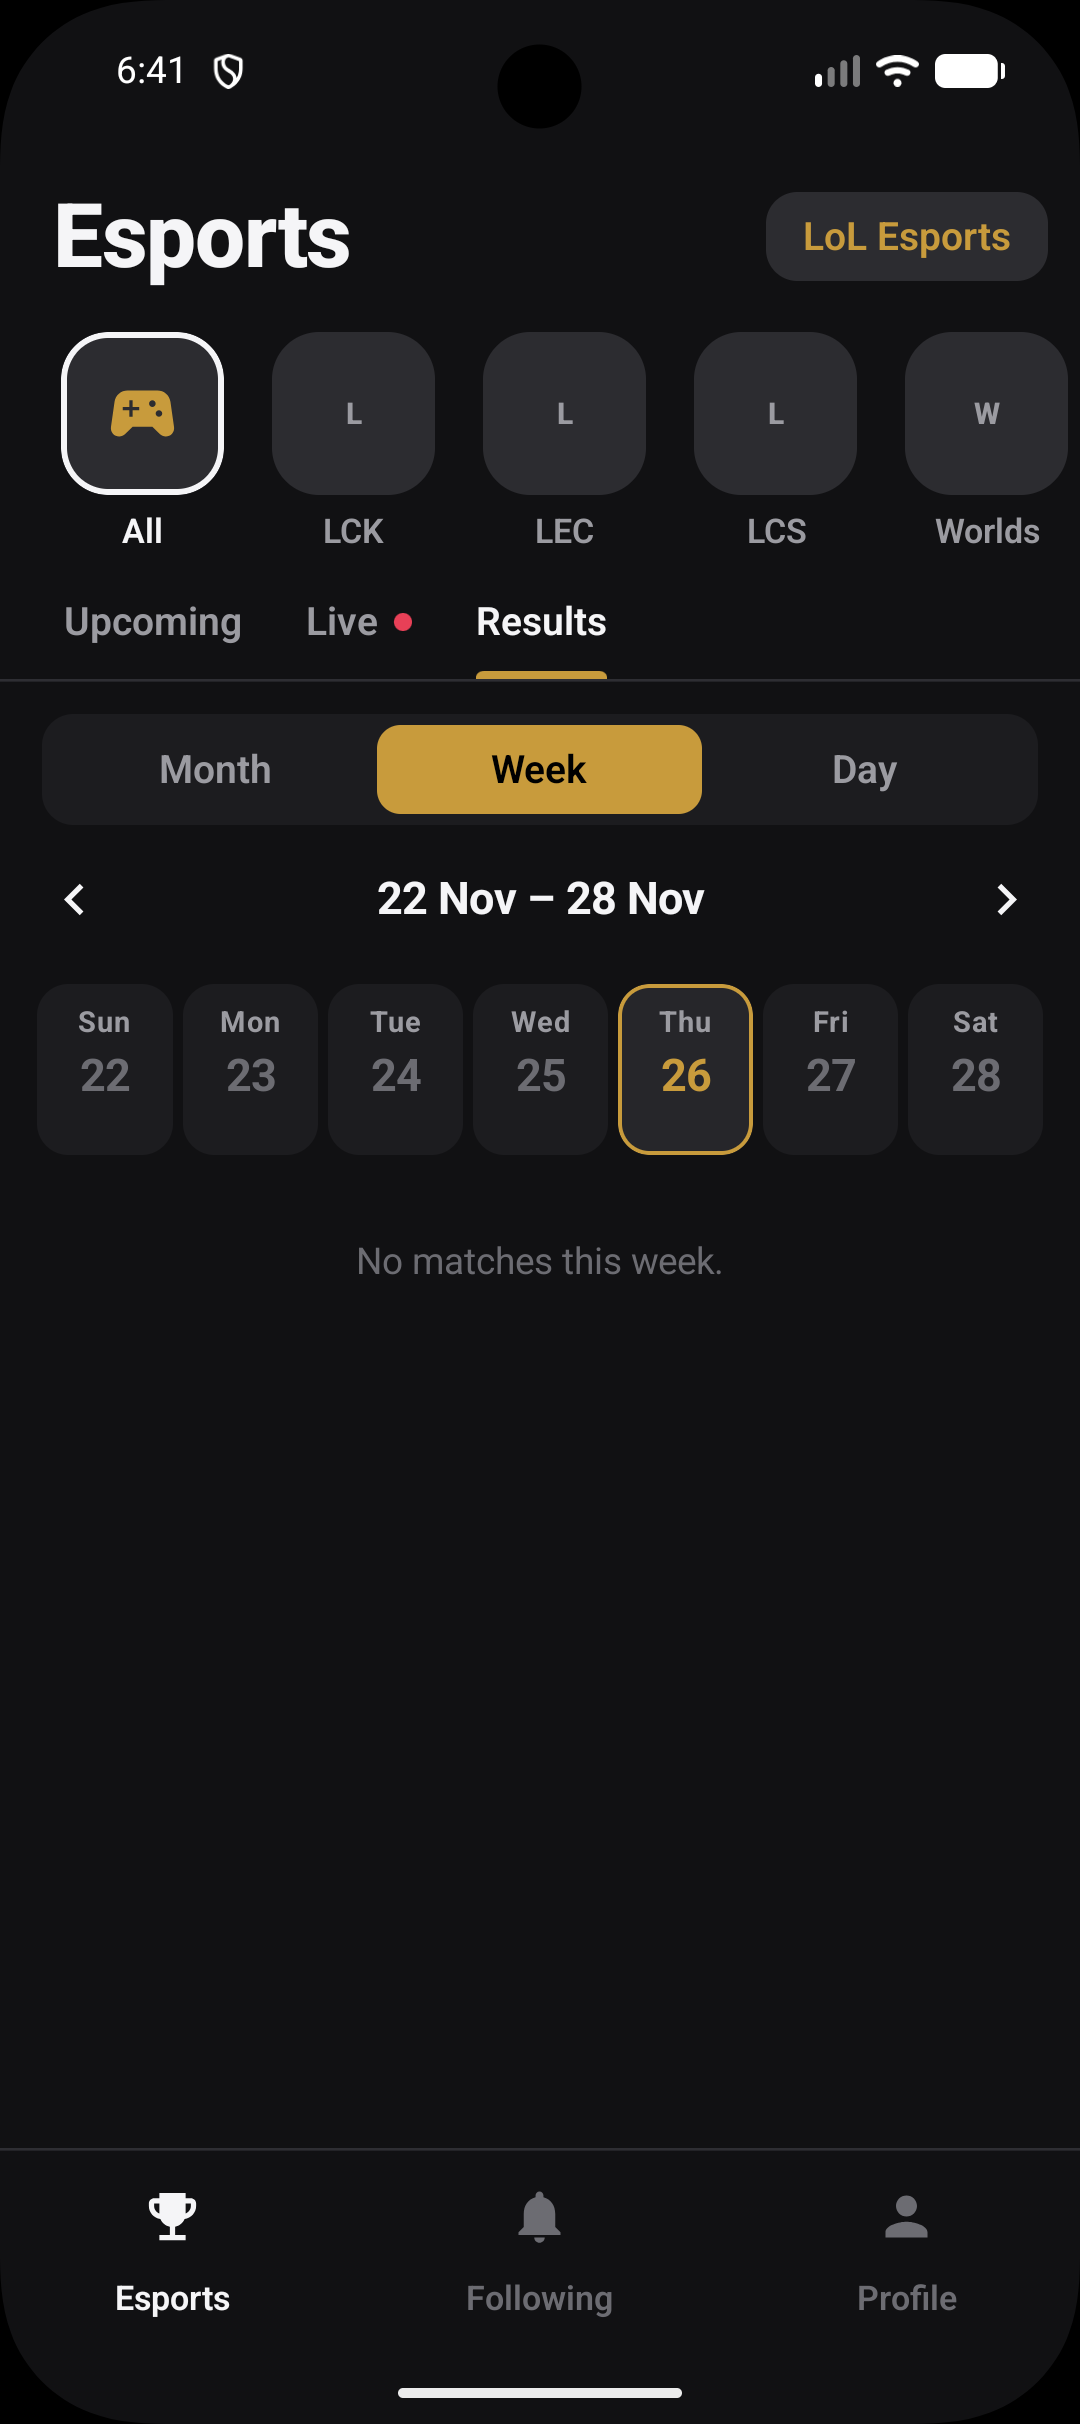 6:41
Esports
LoL Esports
L
L
L
W
All
LCK
LEC
LCS
Worlds
Upcoming
Live
Results
Month
Week
Day
22 Nov – 28 Nov
Sun
Mon
Tue
Wed
Thu
Fri
Sat
22
23
24
25
26
27
28
No matches this week.
Esports
Following
Profile